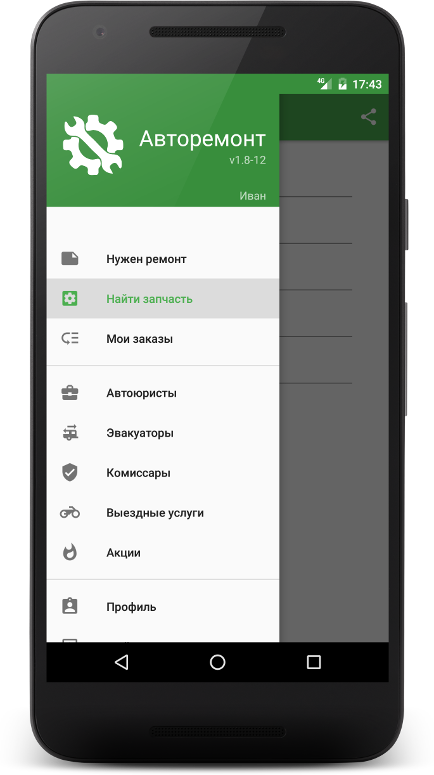 4G 17:43
Авторемонт
v1.8-12
Иван
Нужен ремонт
Найти запчасть
Мои заказы
Автоюристы
Эвакуаторы
Комиссары
Выездные услуги
Акции
Профиль